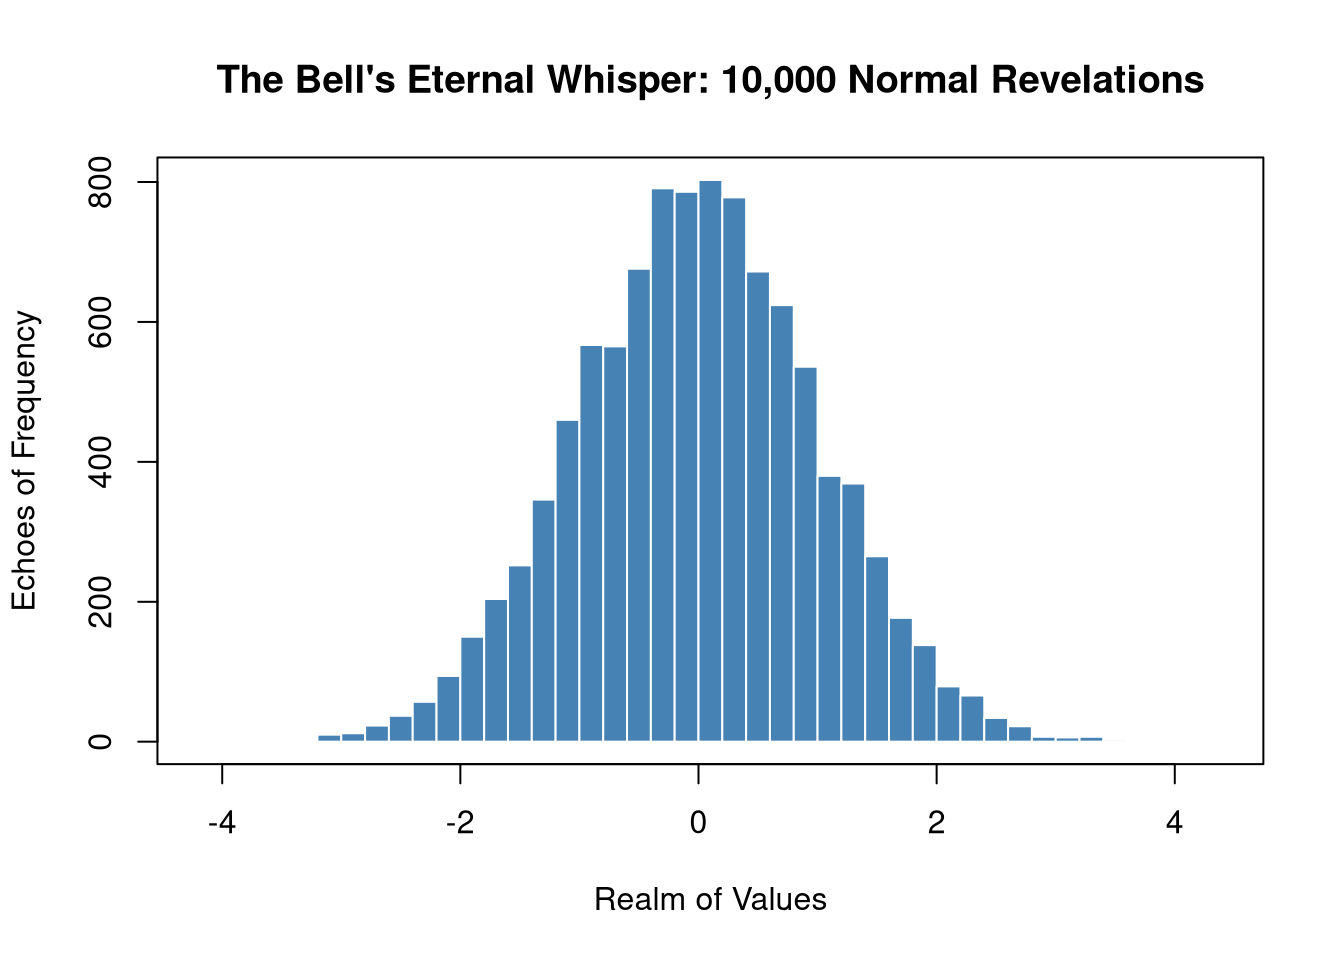 The Bell's Eternal Whisper: 10,000 Normal Revelations
800
600
400
200
0
Echoes of Frequency
-4 -2 0 2 4
Realm of Values